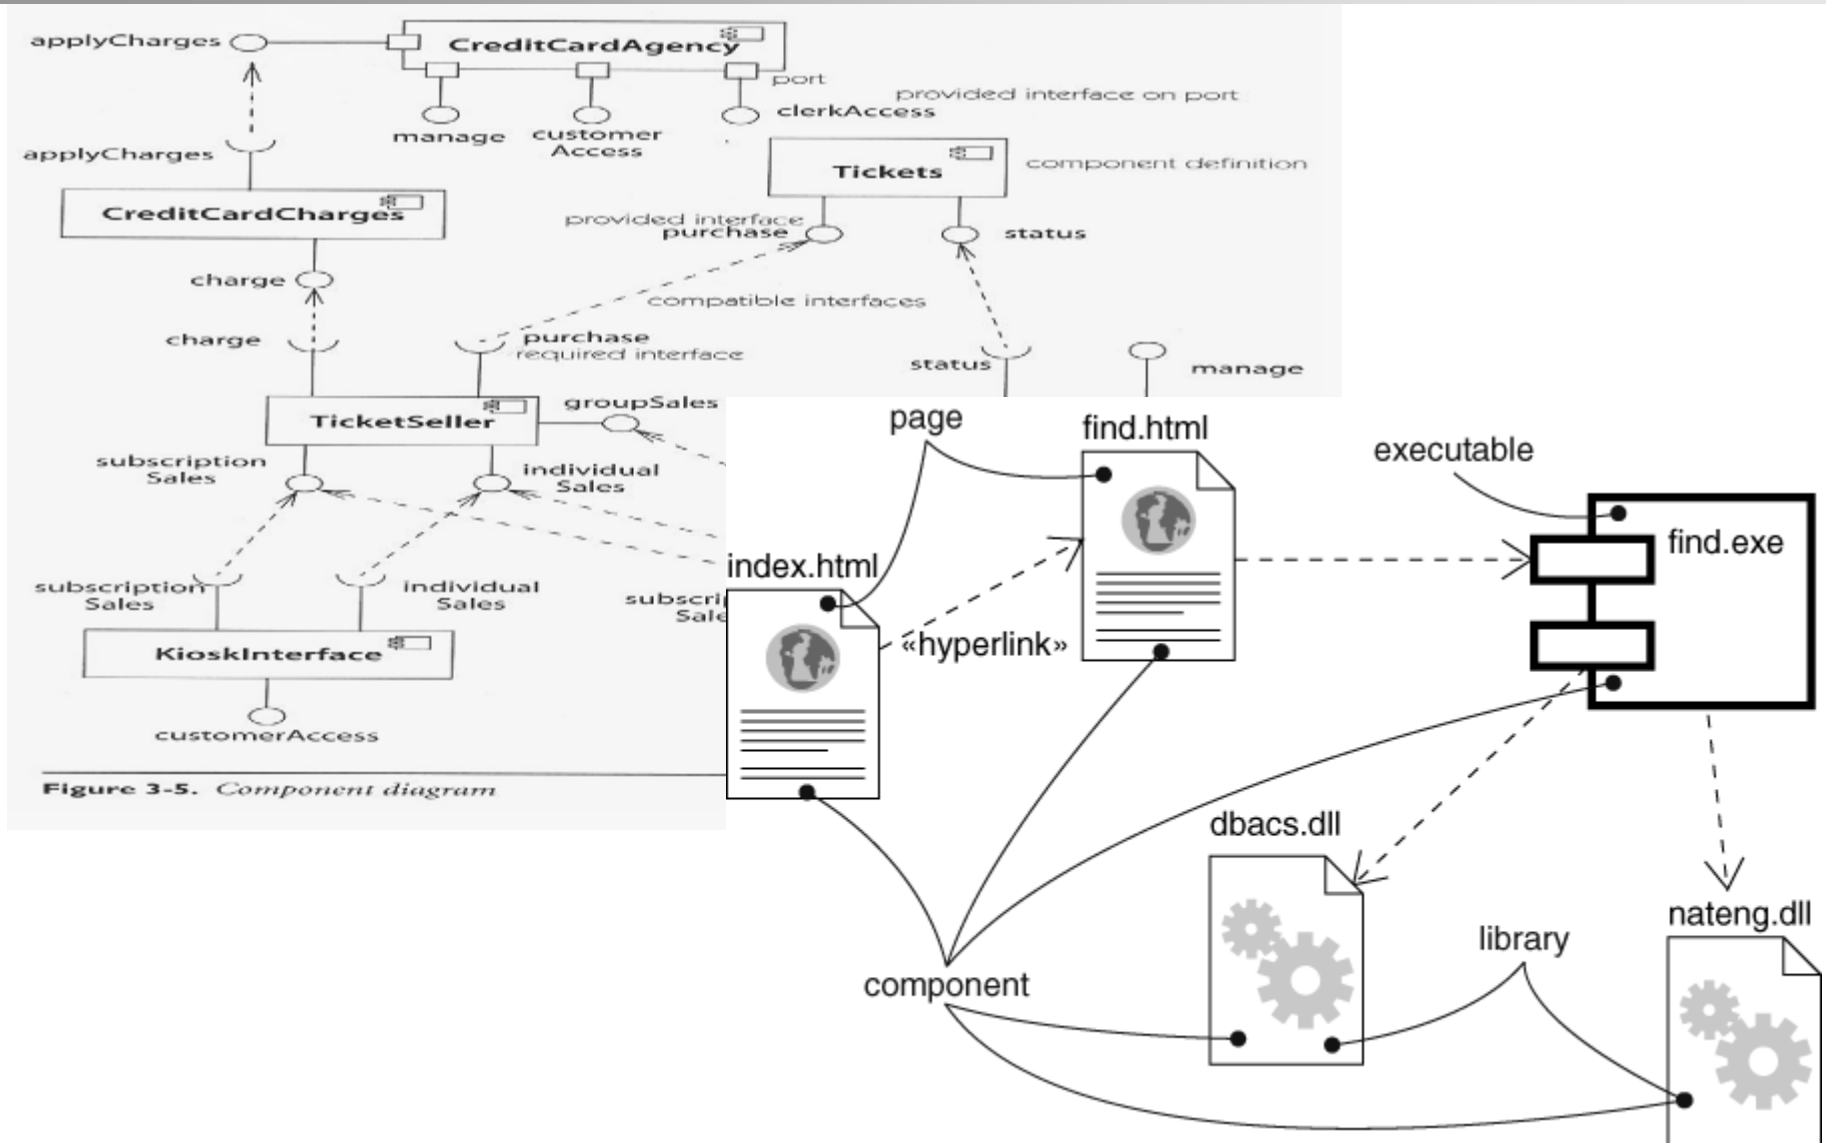 applyCharges
CreditCardAgency
port
provided interface on port
manage
customer
Access
clerkAccess
applyCharges
Tickets
component definition
CreditCardCharges
provided interface
purchase
status
charge
compatible interfaces
charge
purchase
required interface
status
manage
TicketSeller
groupSales
subscription
Sales
individual
Sales
subscription
Sales
individual
Sales
KioskInterface
customerAccess
Figure 3-5. Component diagram
page
find.html
executable
find.exe
index.html
«hyperlink»
dbacs.dll
nateng.dll
library
component